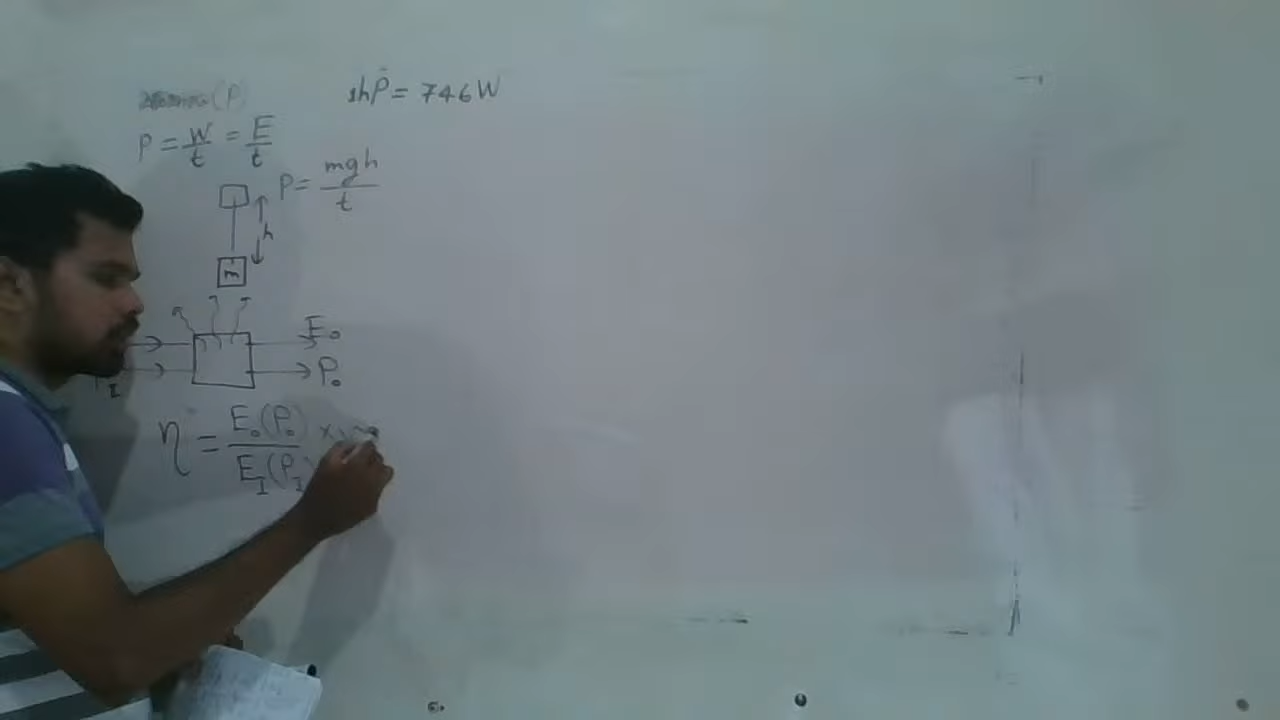 (P)
1hP = 746W
P = W/t = E/t
P = mgh/t
h
m
E₀
P₀
I
η = E₀(P₀)/E_I(P_I) ×